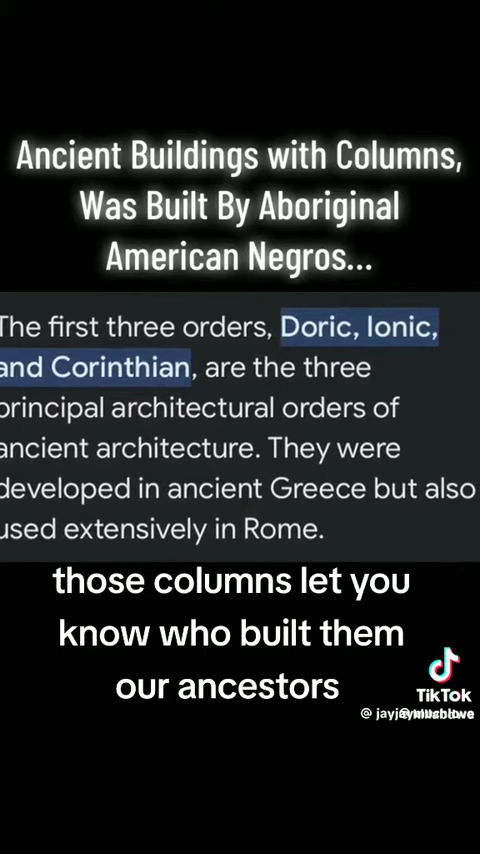 Ancient Buildings with Columns,
Was Built By Aboriginal
American Negros...
The first three orders, Doric, Ionic,
and Corinthian, are the three
principal architectural orders of
ancient architecture. They were
developed in ancient Greece but also
used extensively in Rome.
those columns let you
know who built them
our ancestors
TikTok